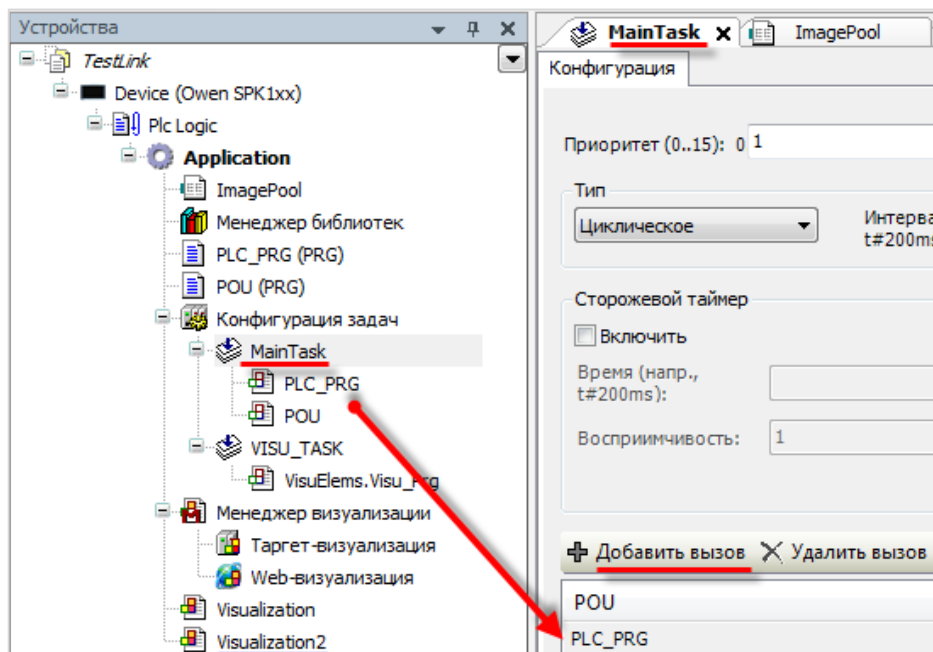 Устройства
TestLink
Device (Owen SPK1xx)
Plc Logic
Application
ImagePool
Менеджер библиотек
PLC_PRG (PRG)
POU (PRG)
Конфигурация задач
MainTask
PLC_PRG
POU
VISU_TASK
VisuElems.Visu_Prg
Менеджер визуализации
Таргет-визуализация
Web-визуализация
Visualization
Visualization2
MainTask ImagePool
Конфигурация
Приоритет (0..15): 0 1
Тип
Циклическое
Интерва
t#200ms
Сторожевой таймер
Включить
Время (напр.,
t#200ms):
Восприимчивость: 1
Добавить вызов Удалить вызов
POU
PLC_PRG